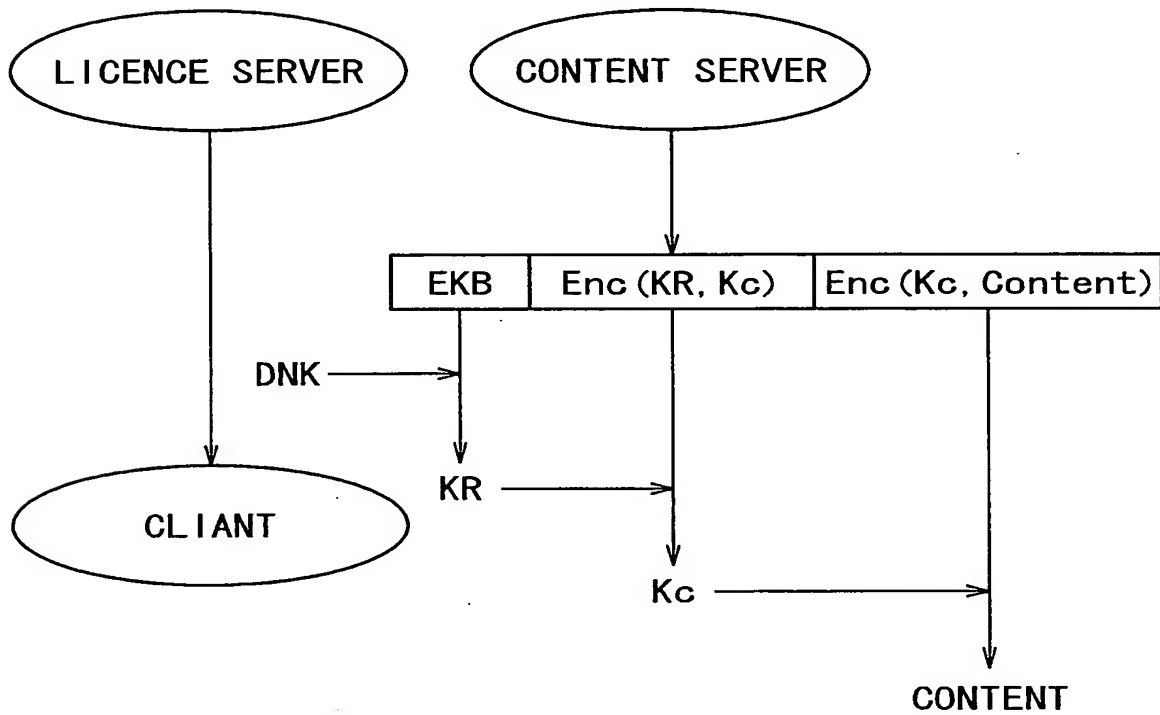 LICENCE SERVER
CONTENT SERVER
EKB
Enc(KR, Kc)
Enc(Kc, Content)
DNK
KR
CLIANT
Kc
CONTENT